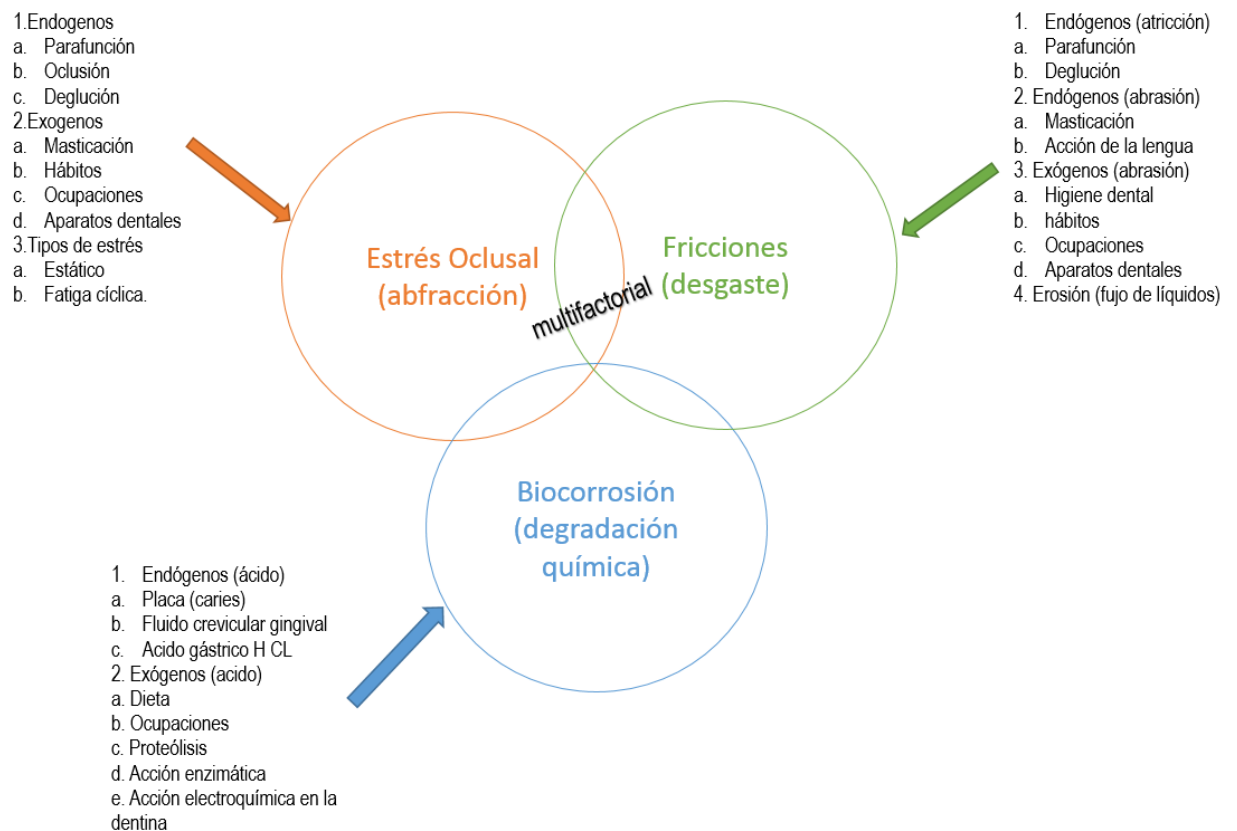 1.Endogenos
a. Parafunción
b. Oclusión
c. Deglución
2.Exogenos
a. Masticación
b. Hábitos
c. Ocupaciones
d. Aparatos dentales
3.Tipos de estrés
a. Estático
b. Fatiga cíclica.
1. Endógenos (atricción)
a. Parafunción
b. Deglución
2. Endógenos (abrasión)
a. Masticación
b. Acción de la lengua
3. Exógenos (abrasión)
a. Higiene dental
b. hábitos
c. Ocupaciones
d. Aparatos dentales
4. Erosión (fujo de líquidos)
Estrés Oclusal
(abfracción)
Fricciones
(desgaste)
multifactorial
Biocorrosión
(degradación
química)
1. Endógenos (ácido)
a. Placa (caries)
b. Fluido crevicular gingival
c. Acido gástrico H CL
2. Exógenos (acido)
a. Dieta
b. Ocupaciones
c. Proteólisis
d. Acción enzimática
e. Acción electroquímica en la
dentina